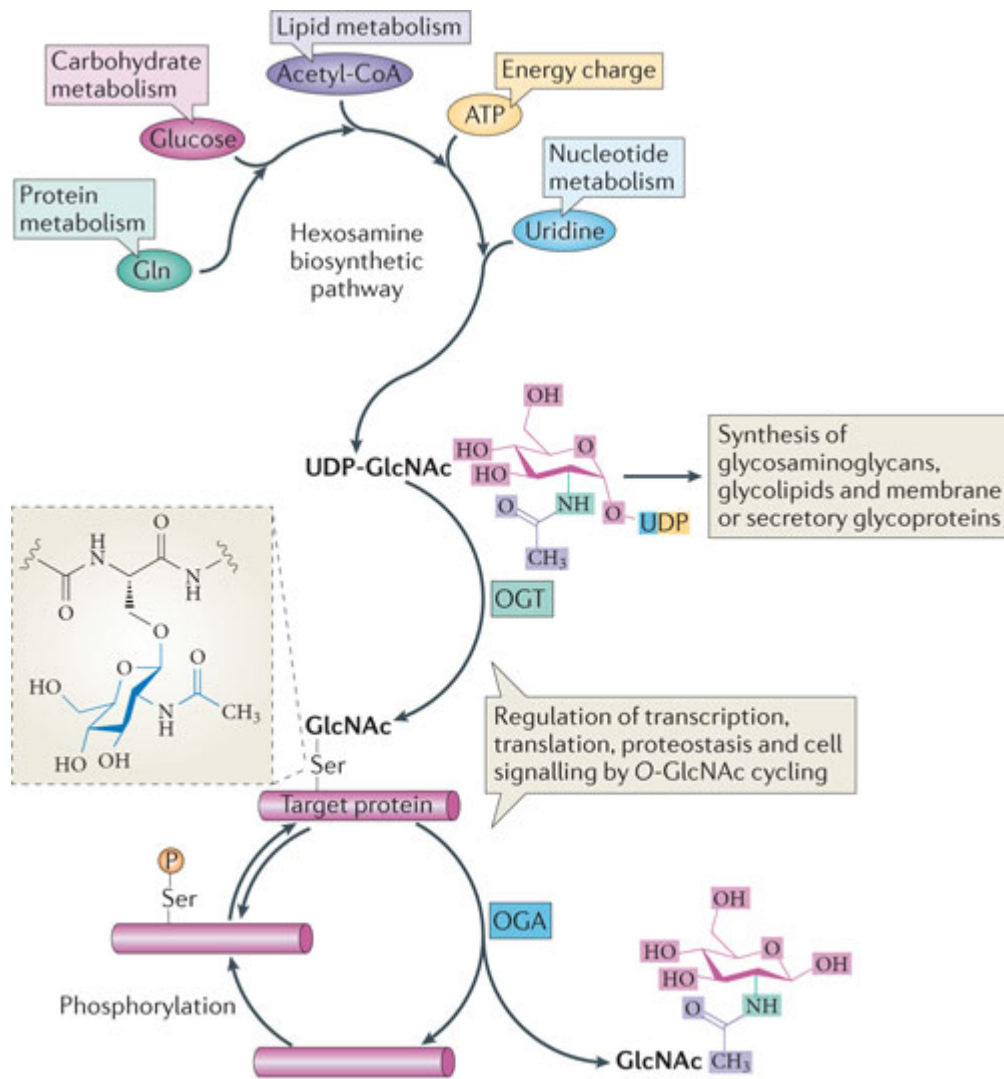 Lipid metabolism
Acetyl-CoA
Carbohydrate
metabolism
Glucose
Energy charge
ATP
Nucleotide
metabolism
Uridine
Protein
metabolism
Gln
Hexosamine
biosynthetic
pathway
UDP-GlcNAc
OH
HO
O
HO
NH
O
O
UDP
CH3
Synthesis of
glycosaminoglycans,
glycolipids and membrane
or secretory glycoproteins
OGT
H
N
O
O
N
H
O
O
O
HO
N
H
CH3
HO
OH
GlcNAc
Ser
Target protein
Regulation of transcription,
translation, proteostasis and cell
signalling by O-GlcNAc cycling
P
Ser
OGA
Phosphorylation
OH
HO
O
HO
OH
NH
O
CH3
GlcNAc